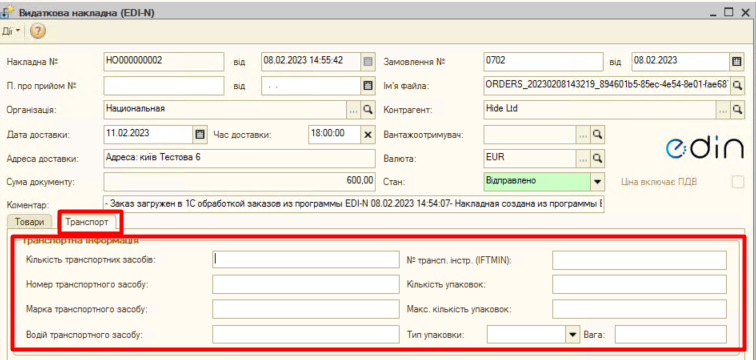 Видаткова накладна (EDI-N)
Дії
Накладна № НО000000002 від 08.02.2023 14:55:42 Замовлення № 0702 від 08.02.2023
П. про прийом № від . . Ім'я файла: ORDERS_20230208143219_894601b5-85ec-4e54-8e01-fae68
Організація: Национальная ... Контрагент: Hide Ltd ...
Дата доставки: 11.02.2023 Час доставки: 18:00:00 Вантажоотримувач: ...
edin
Адреса доставки: Адреса: київ Тестова 6 Валюта: EUR ...
Сума документу: 600,00 Стан: Відправлено Ціна включає ПДВ
Коментар: - Заказ загружен в 1С обработкой заказов из программы EDI-N 08.02.2023 14:54:07- Накладная создана из программы E
Товари Транспорт
Транспортна інформація
Кількість транспортних засобів: № трансп. інстр. (IFTMIN):
Номер транспортного засобу: Кількість упаковок:
Марка транспортного засобу: Макс. кількість упаковок:
Водій транспортного засобу: Тип упаковки: Вага: